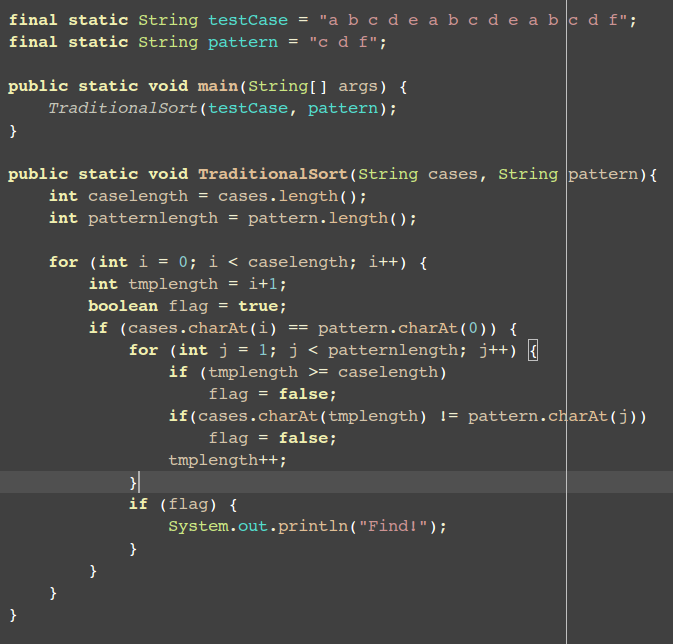 final static String testCase = "a b c d e a b c d e a b c d f";
final static String pattern = "c d f";
public static void main(String[] args) {
TraditionalSort(testCase, pattern);
}
public static void TraditionalSort(String cases, String pattern){
int caselength = cases.length();
int patternlength = pattern.length();
for (int i = 0; i < caselength; i++) {
int tmplength = i+1;
boolean flag = true;
if (cases.charAt(i) == pattern.charAt(0)) {
for (int j = 1; j < patternlength; j++) {
if (tmplength >= caselength)
flag = false;
if(cases.charAt(tmplength) != pattern.charAt(j))
flag = false;
tmplength++;
}
if (flag) {
System.out.println("Find!");
}
}
}
}